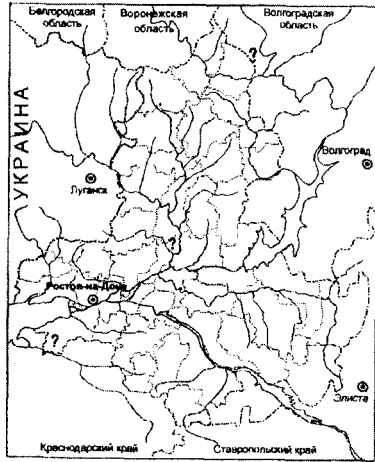 Белгородская
область
Воронежская
область
Волгоградская
область
?
УКРАИНА
Волгоград
Луганск
?
Ростов-на-Дону
?
Элиста
Краснодарский край
Ставропольский край